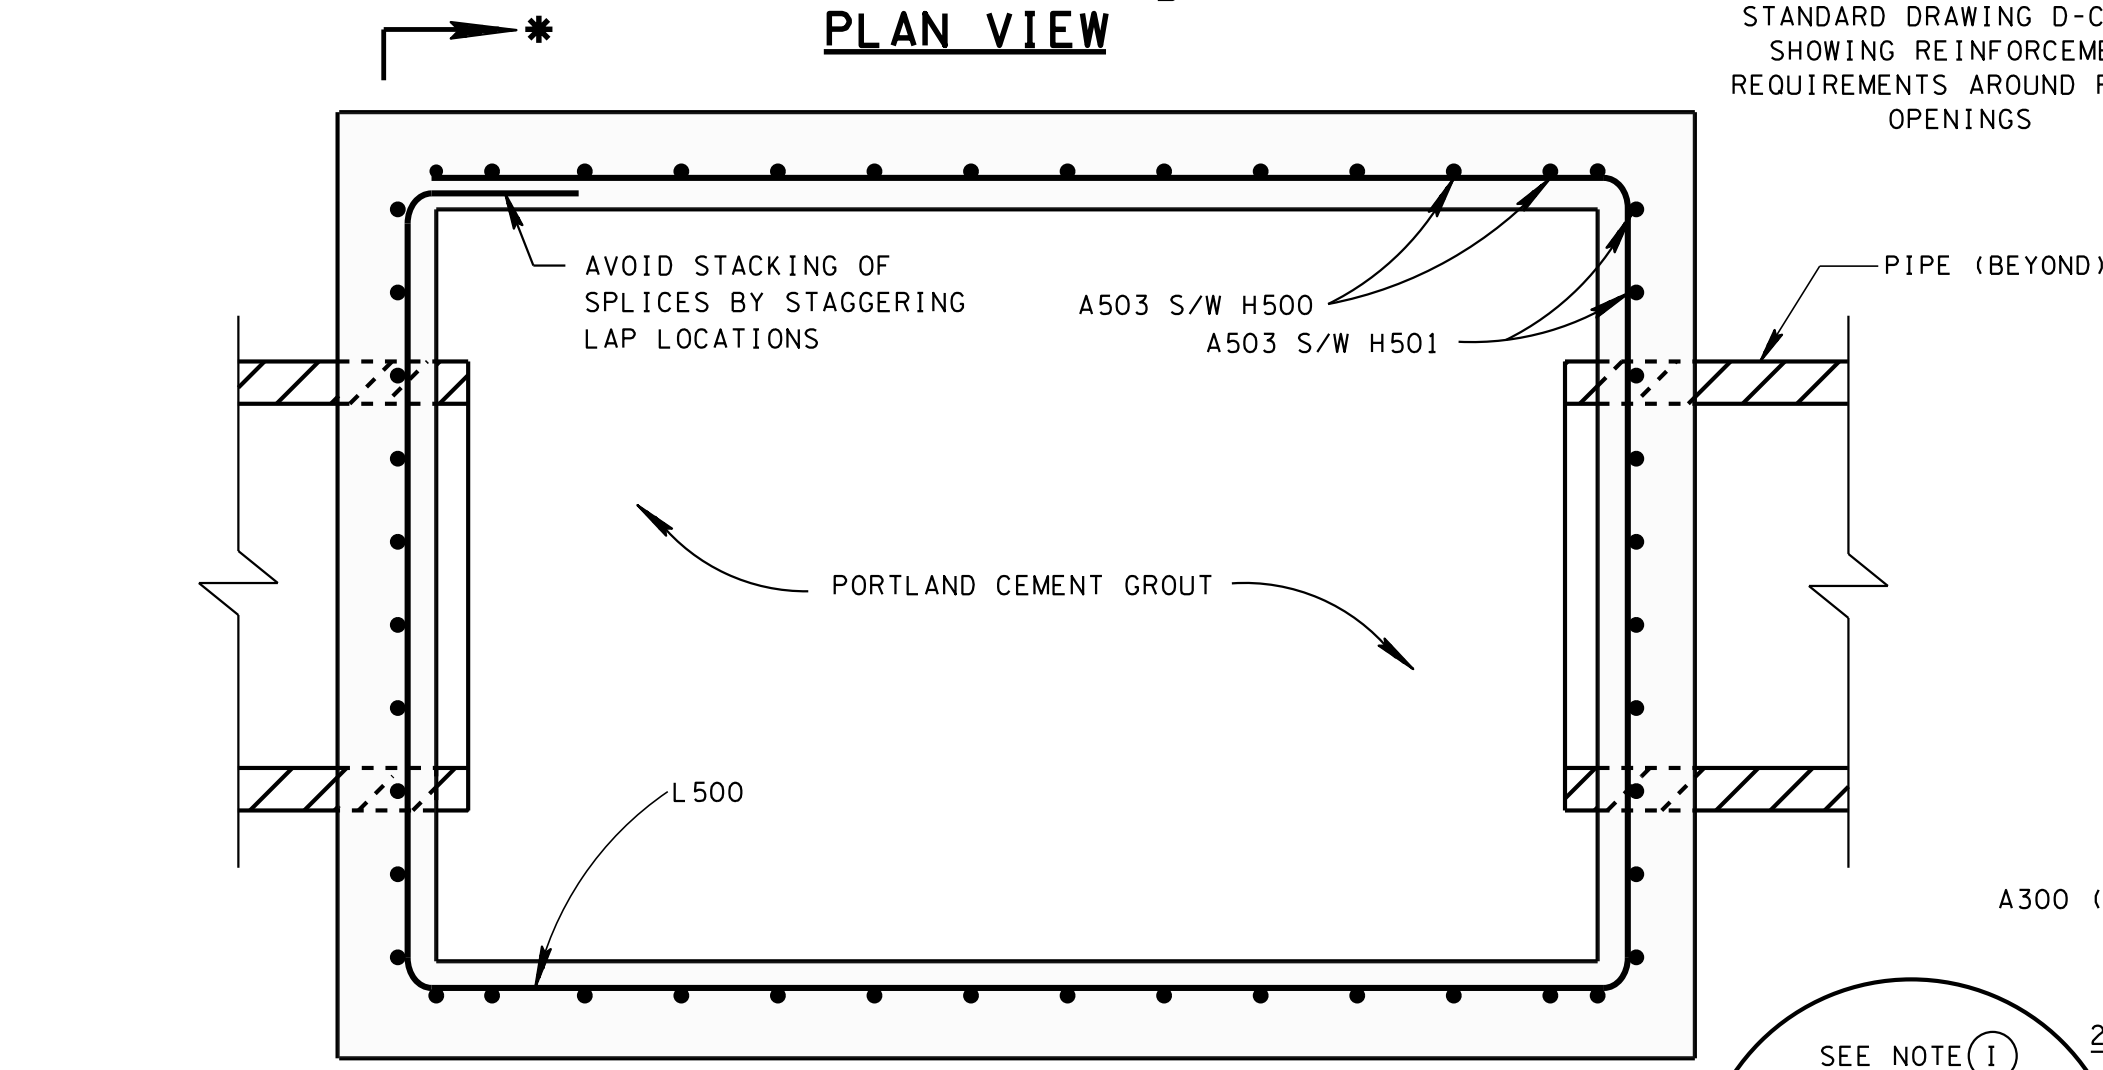 PLAN VIEW
*
STANDARD DRAWING D-C
SHOWING REINFORCEME
REQUIREMENTS AROUND
OPENINGS
AVOID STACKING OF
SPLICES BY STAGGERING
LAP LOCATIONS
A503 S/W H500
A503 S/W H501
PIPE (BEYOND)
PORTLAND CEMENT GROUT
L500
A300 (
SEE NOTE I
2